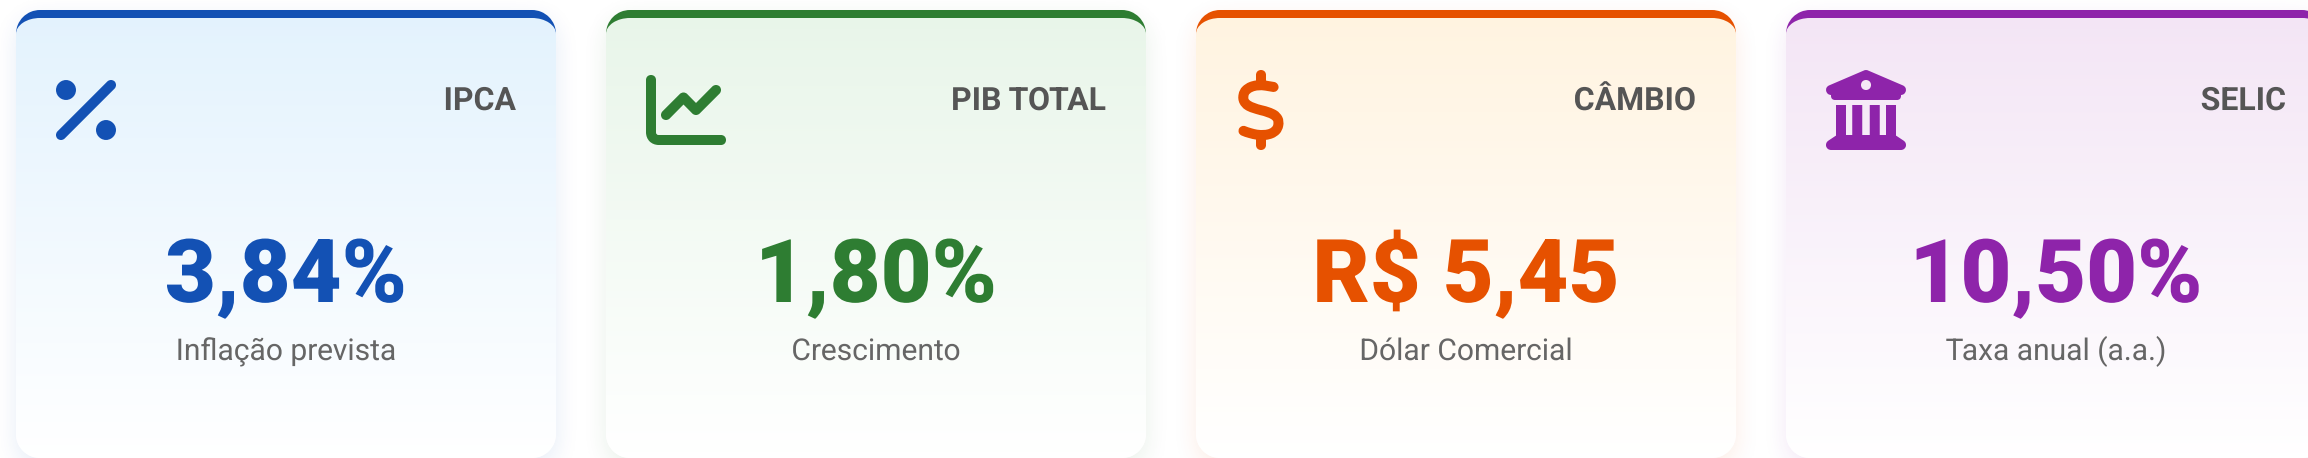 IPCA
3,84%
Inflação prevista
PIB TOTAL
1,80%
Crescimento
CÂMBIO
R$ 5,45
Dólar Comercial
SELIC
10,50%
Taxa anual (a.a.)